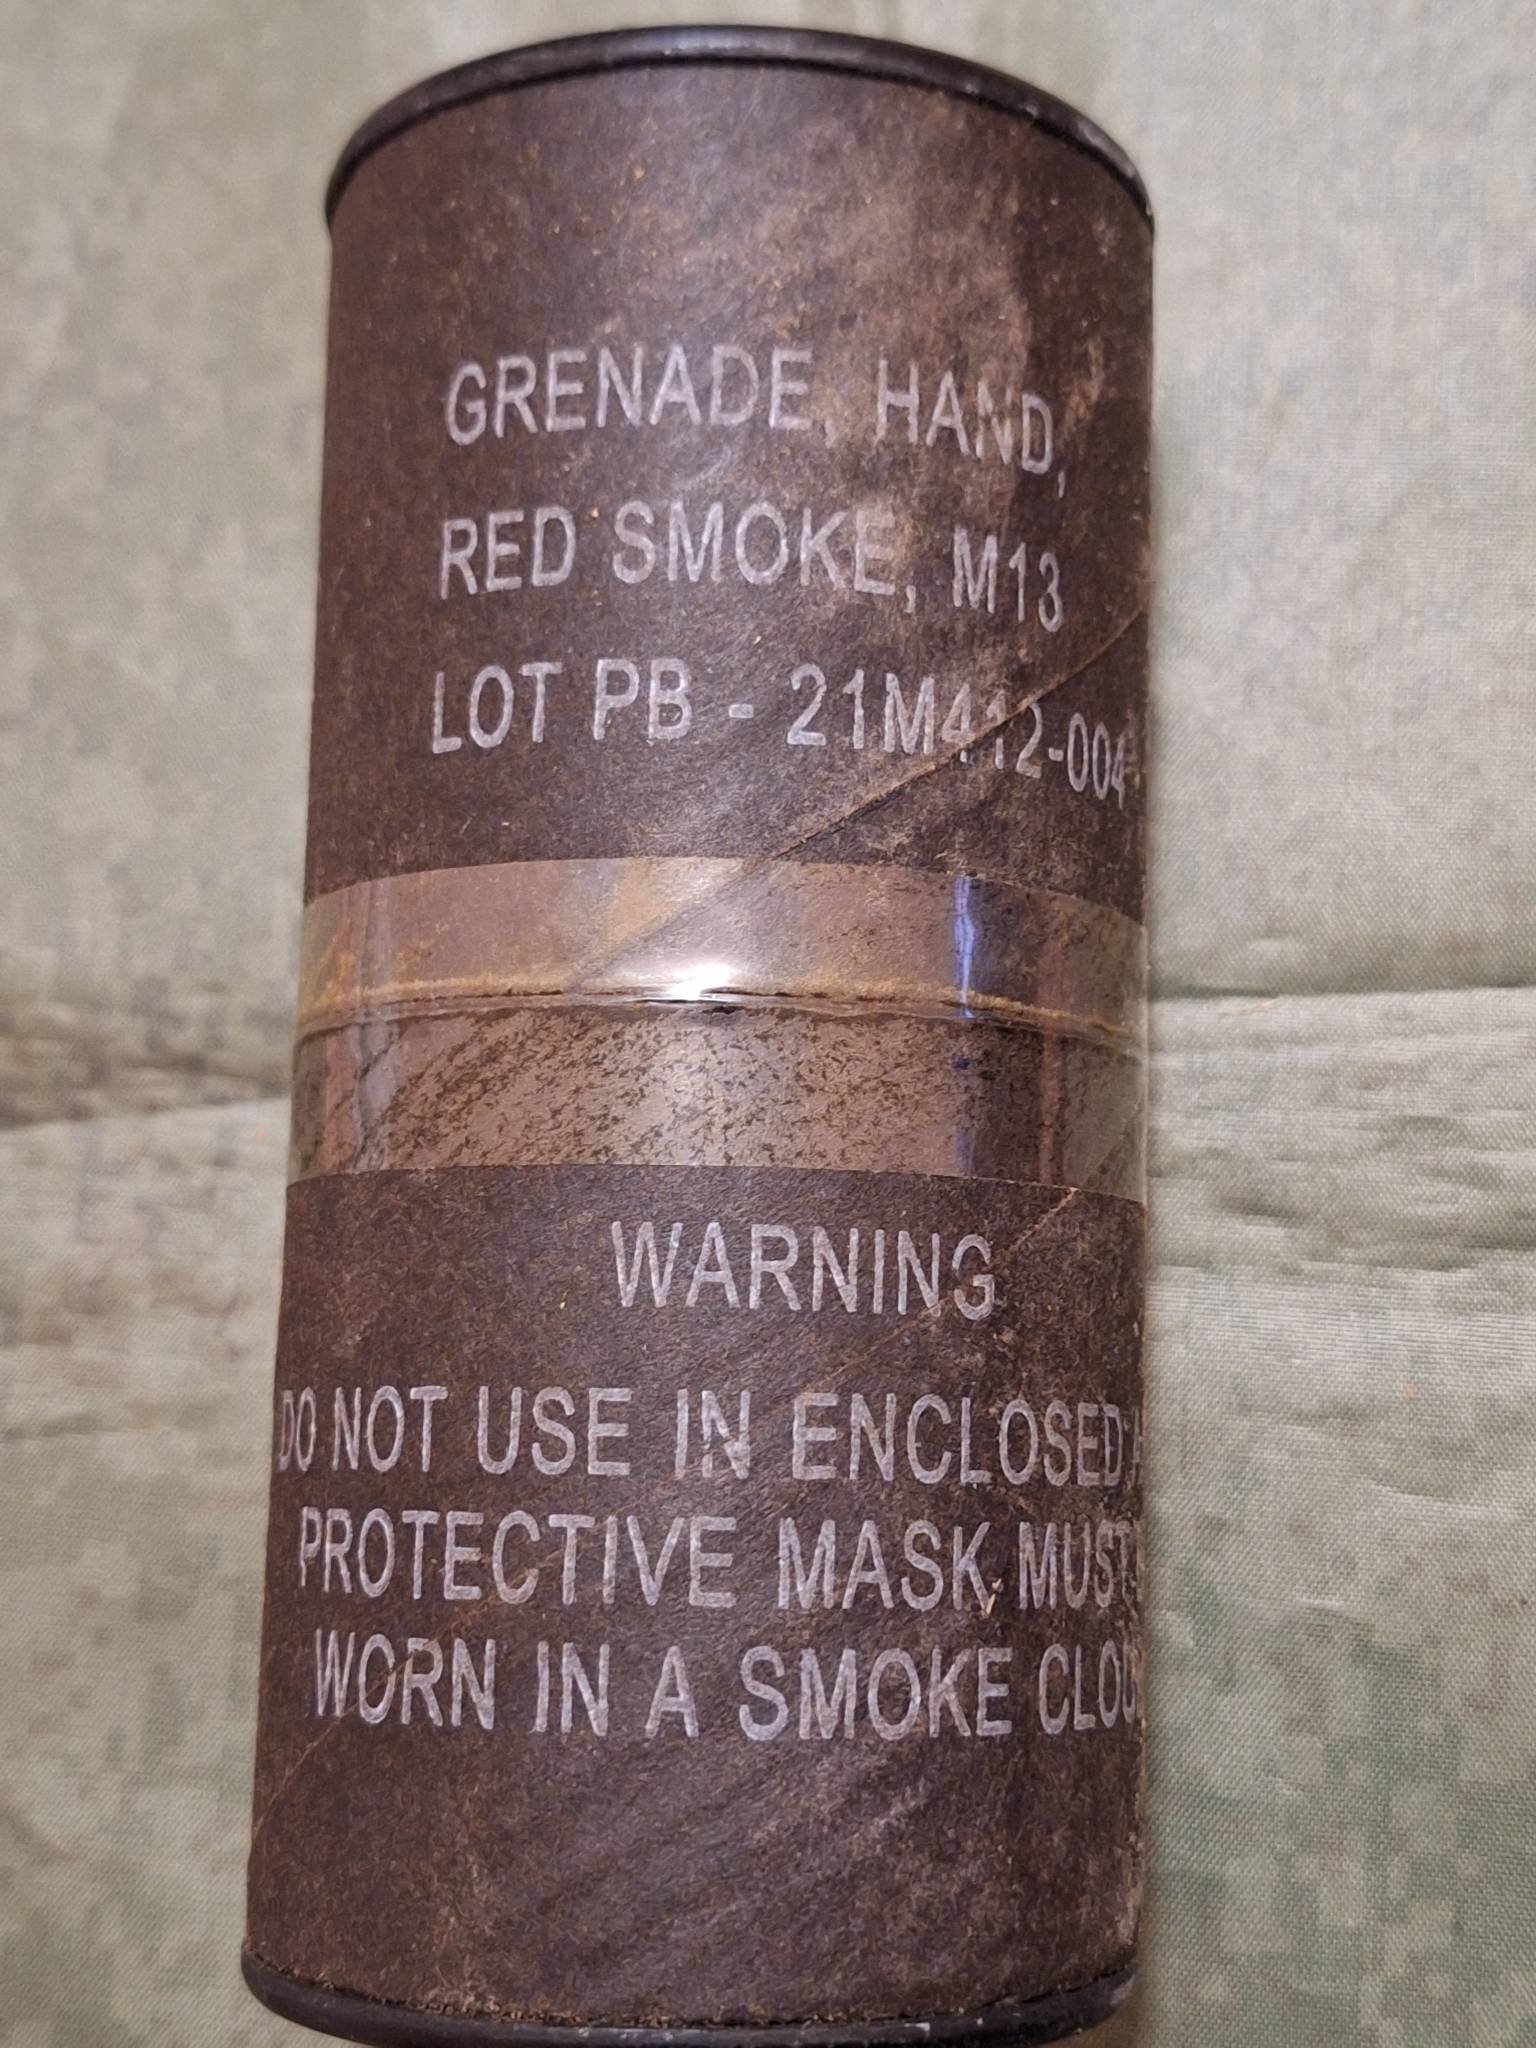 GRENADE, HAND,
RED SMOKE, M13
LOT PB - 21M412-004
WARNING
DO NOT USE IN ENCLOSED
PROTECTIVE MASK MUST
WORN IN A SMOKE